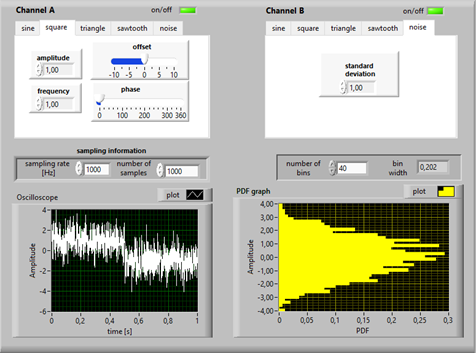 Channel A
on/off
Channel B
on/off
sine square triangle sawtooth noise
sine square triangle sawtooth noise
amplitude
1,00
frequency
1,00
offset
-10 -5 0 5 10
phase
0 100 200 300 360
standard
deviation
1,00
sampling information
sampling rate
[Hz]
1000
number of
samples
1000
number of
bins
40
bin
width
0,202
Oscilloscope
plot
Amplitude
4
2
0
-2
-4
-6
0 0,2 0,4 0,6 0,8 1
time [s]
PDF graph
plot
Amplitude
4,00
3,00
2,00
1,00
0,00
-1,00
-2,00
-3,00
-4,00
0 0,05 0,1 0,15 0,2 0,25 0,3
PDF